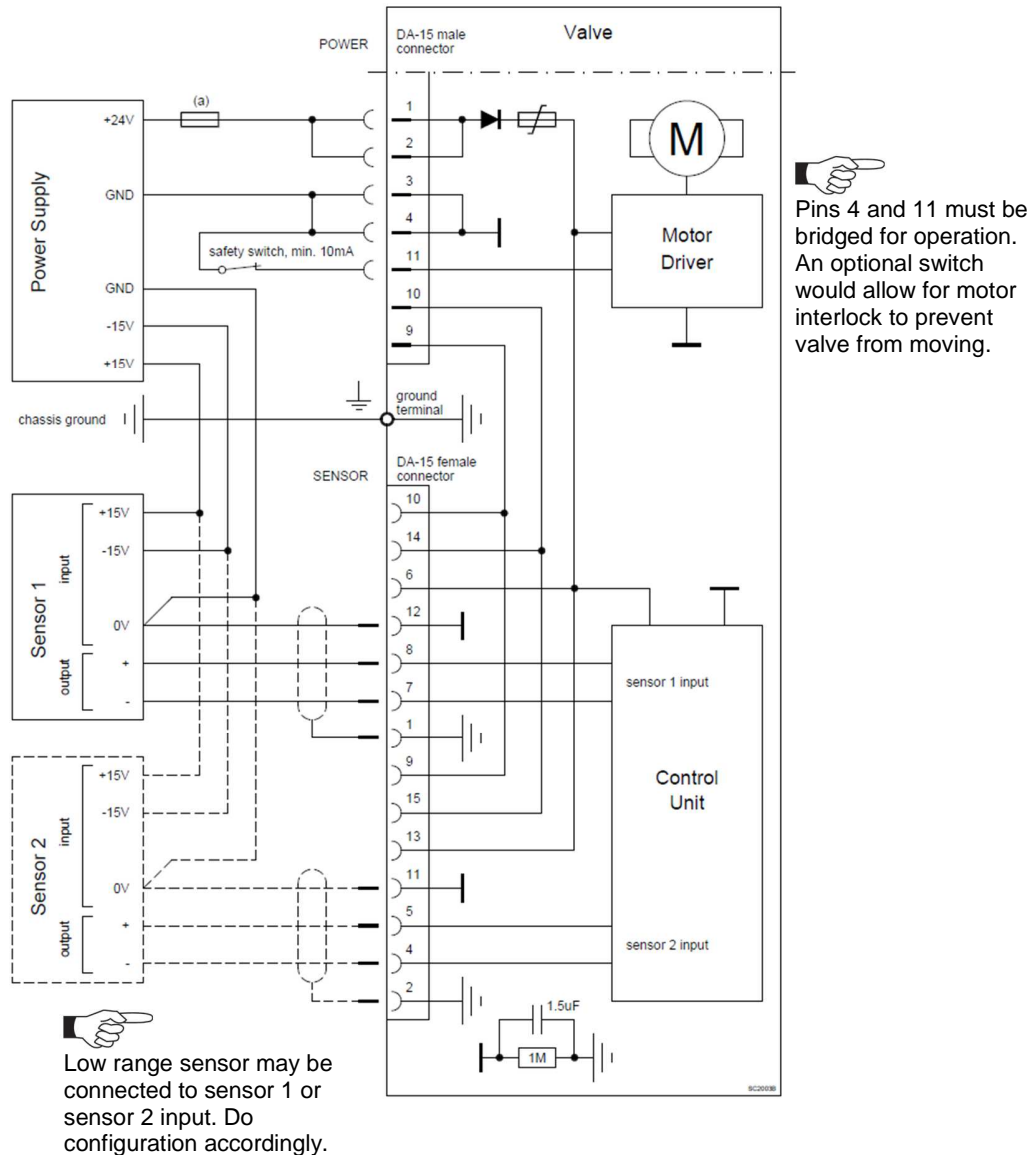 POWER
DA-15 male
connector
Valve
Power Supply
+24V
(a)
GND
safety switch, min. 10mA
GND
-15V
+15V
1
2
3
4
11
10
9
M
Motor
Driver
Pins 4 and 11 must be
bridged for operation.
An optional switch
would allow for motor
interlock to prevent
valve from moving.
chassis ground
ground
terminal
SENSOR
DA-15 female
connector
Sensor 1
input
+15V
-15V
0V
output
+
-
10
14
6
12
8
7
1
9
15
13
11
5
4
2
sensor 1 input
Control
Unit
sensor 2 input
Sensor 2
input
+15V
-15V
0V
output
+
-
1.5uF
1M
SC2003B
Low range sensor may be
connected to sensor 1 or
sensor 2 input. Do
configuration accordingly.